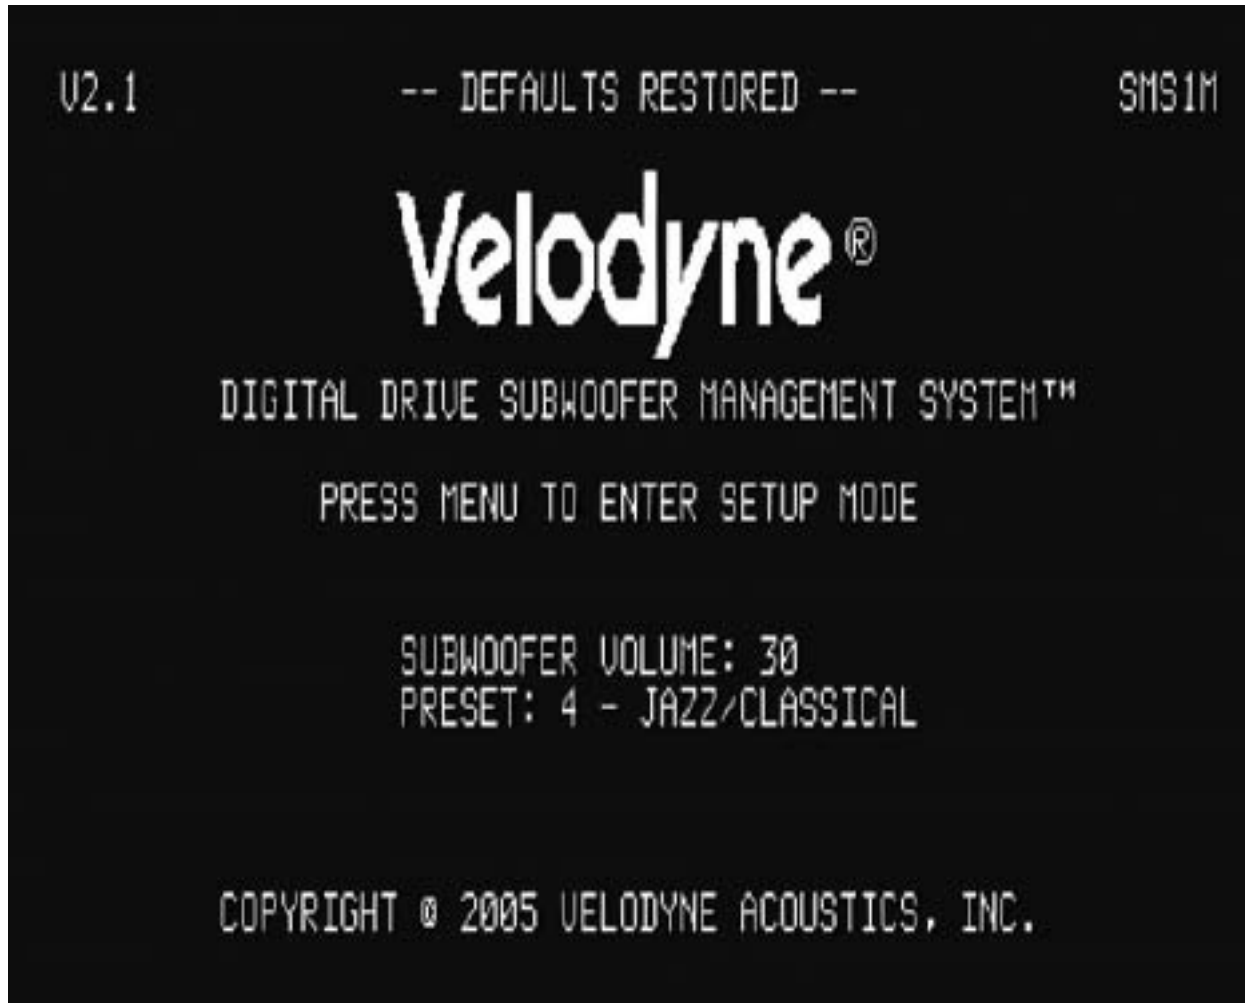 V2.1 -- DEFAULTS RESTORED -- SMS1M
Velodyne®
DIGITAL DRIVE SUBWOOFER MANAGEMENT SYSTEM™
PRESS MENU TO ENTER SETUP MODE
SUBWOOFER VOLUME: 30
PRESET: 4 - JAZZ/CLASSICAL
COPYRIGHT © 2005 VELODYNE ACOUSTICS, INC.